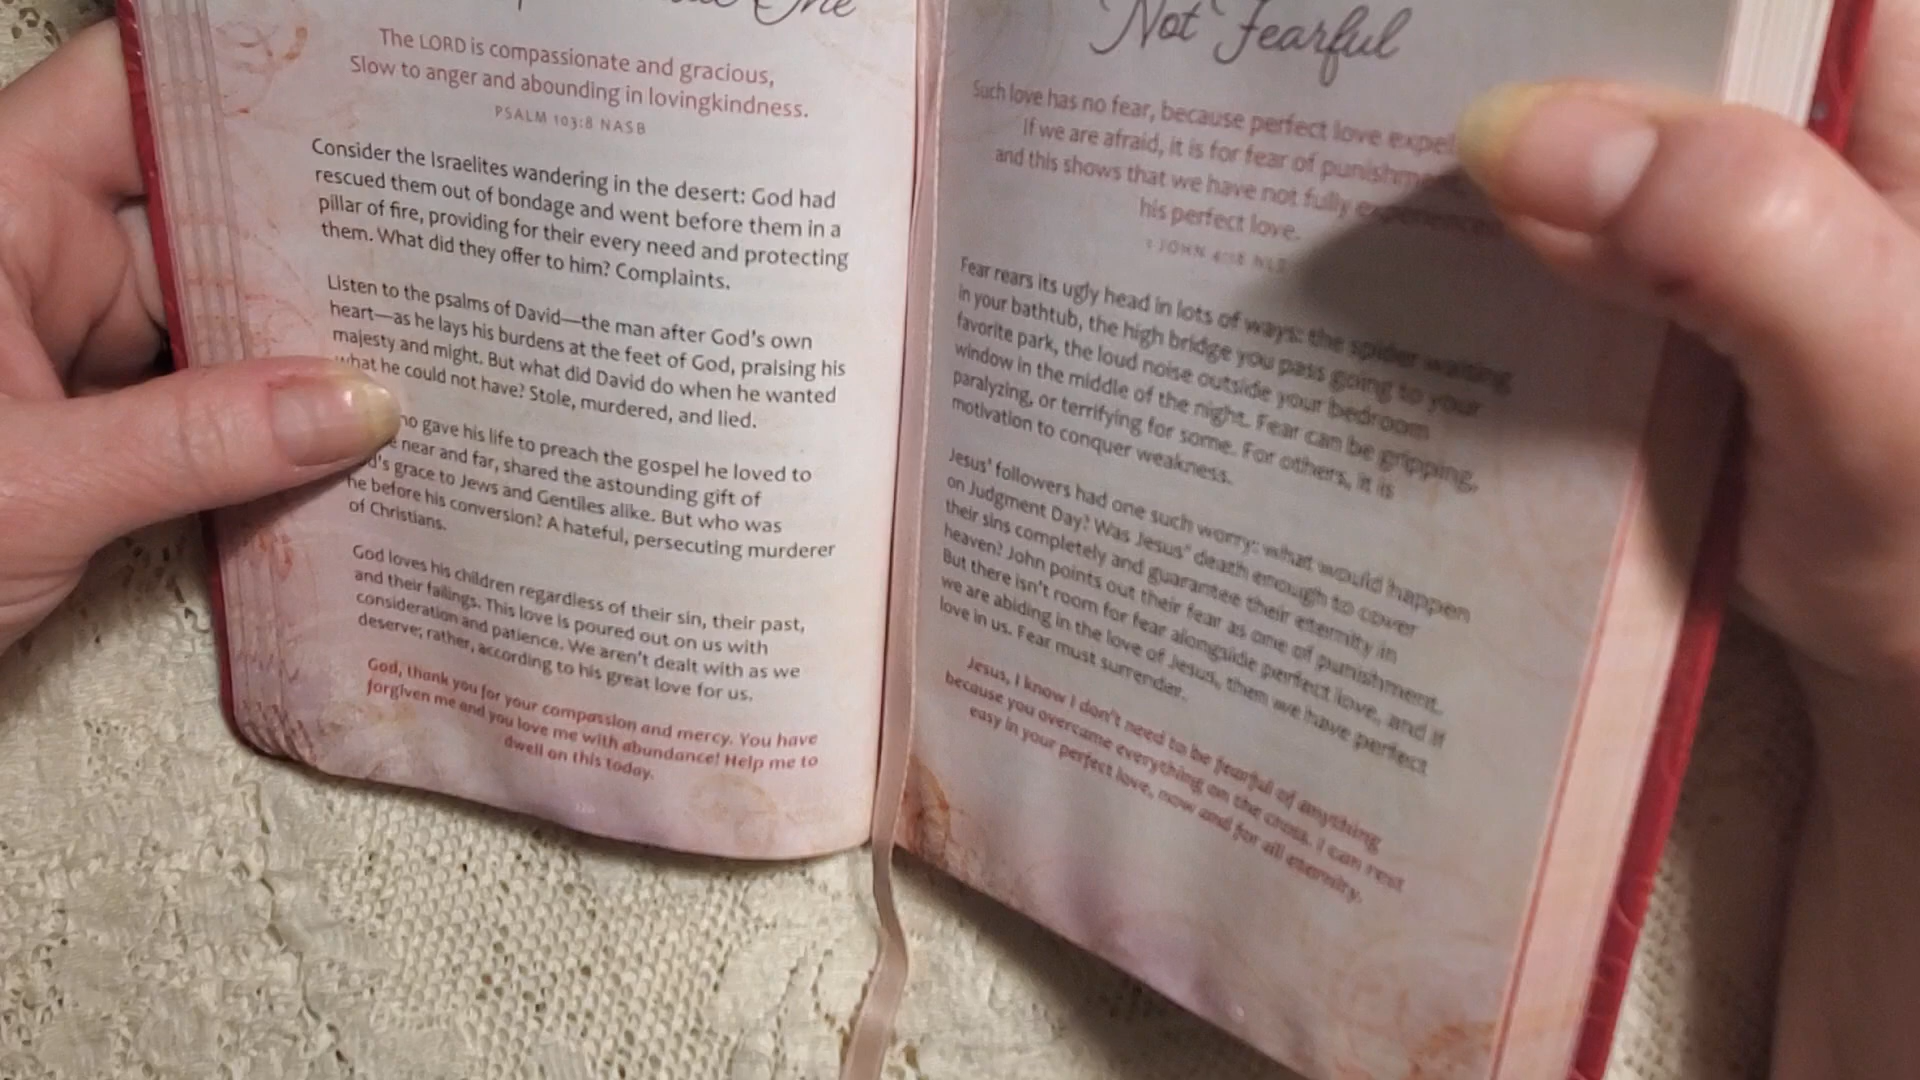 One
The LORD is compassionate and gracious,
Slow to anger and abounding in lovingkindness.
PSALM 103:8 NASB
Consider the Israelites wandering in the desert: God had
rescued them out of bondage and went before them in a
pillar of fire, providing for their every need and protecting
them. What did they offer to him? Complaints.
Listen to the psalms of David—the man after God's own
heart—as he lays his burdens at the feet of God, praising his
majesty and might. But what did David do when he wanted
what he could not have? Stole, murdered, and lied.
gave his life to preach the gospel he loved to
near and far, shared the astounding gift of
grace to Jews and Gentiles alike. But who was
he before his conversion? A hateful, persecuting murderer
of Christians.
God loves his children regardless of their sin, their past,
and their failings. This love is poured out on us with
consideration and patience. We aren't dealt with as we
deserve; rather, according to his great love for us.
God, thank you for your compassion and mercy. You have
forgiven me and you love me with abundance! Help me to
dwell on this today.
Not Fearful
Such love has no fear, because perfect love
If we are afraid, it is for fear of
and this shows that we have not fully
his perfect love.
JOHN 4:18 NLT
Fear rears its ugly head in lots of ways: the spider waiting
in your bathtub, the high bridge you pass going to your
favorite park, the loud noise outside your bedroom
window in the middle of the night. Fear can be gripping,
paralyzing, or terrifying for some. For others, it is
motivation to conquer weakness.
Jesus' followers had one such worry: what would happen
on Judgment Day? Was Jesus' death enough to cover
their sins completely and guarantee their eternity in
heaven? John points out their fear as one of punishment.
But there isn't room for fear alongside perfect love, and if
we are abiding in the love of Jesus, then we have perfect
love in us. Fear must surrender.
Jesus, I know I don't need to be fearful of anything
because you overcame everything on the cross. I can rest
easy in your perfect love, now and for all eternity.